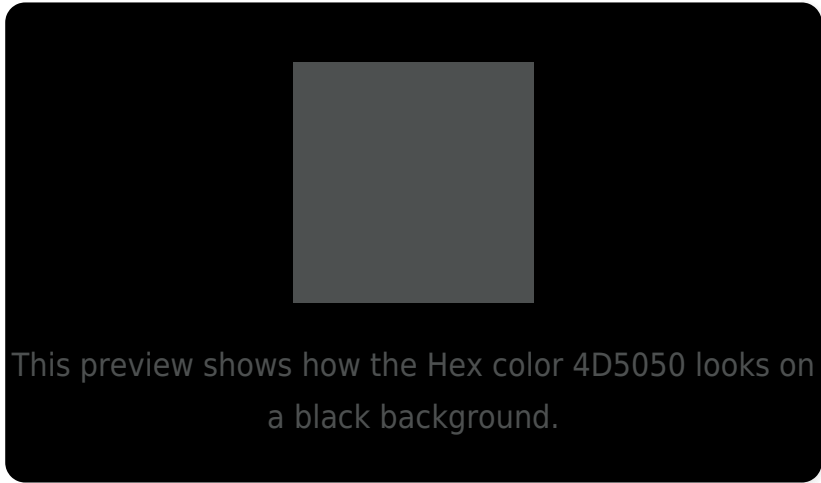 This preview shows how the Hex color 4D5050 looks on
a black background.